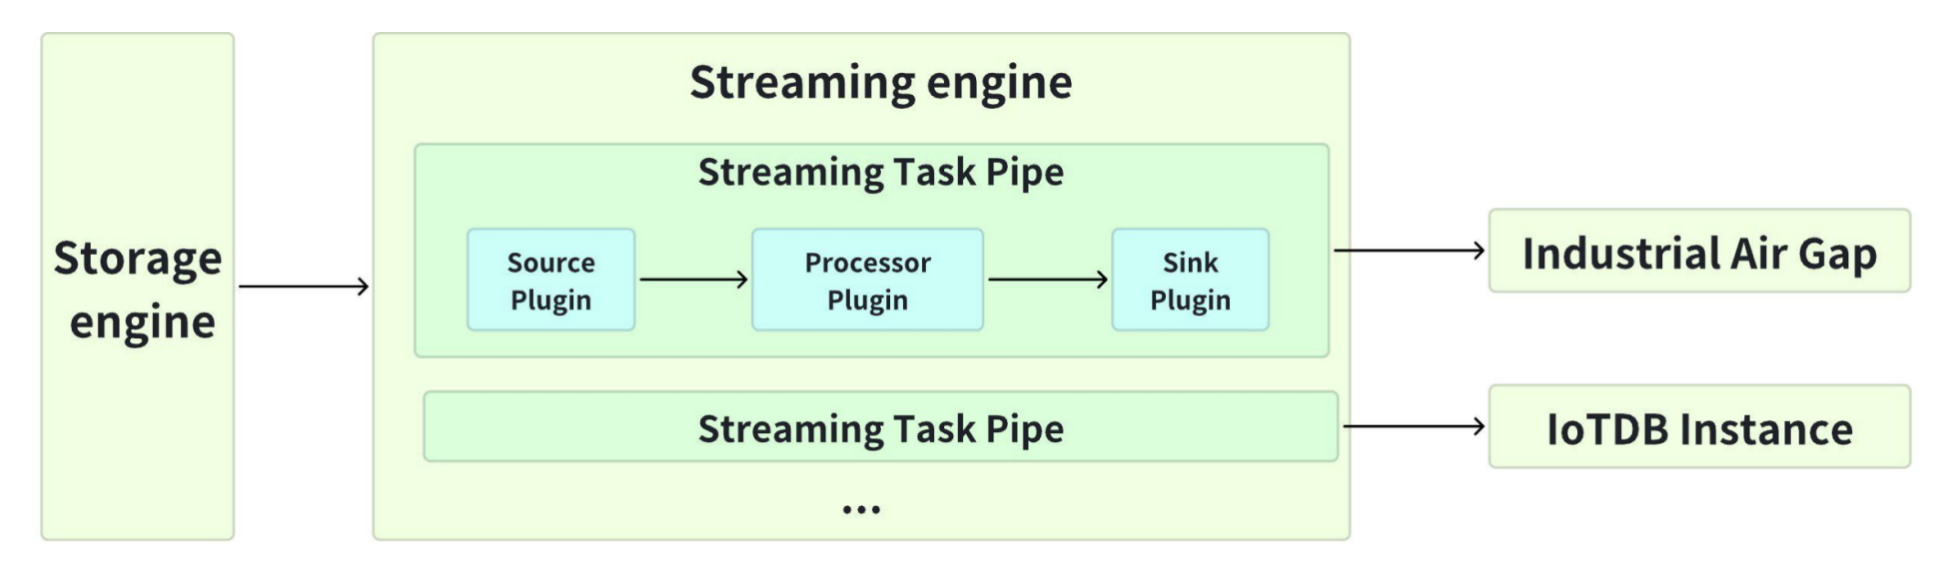 Storage
engine
Streaming engine
Streaming Task Pipe
Source
Plugin
Processor
Plugin
Sink
Plugin
Streaming Task Pipe
...
Industrial Air Gap
IoTDB Instance